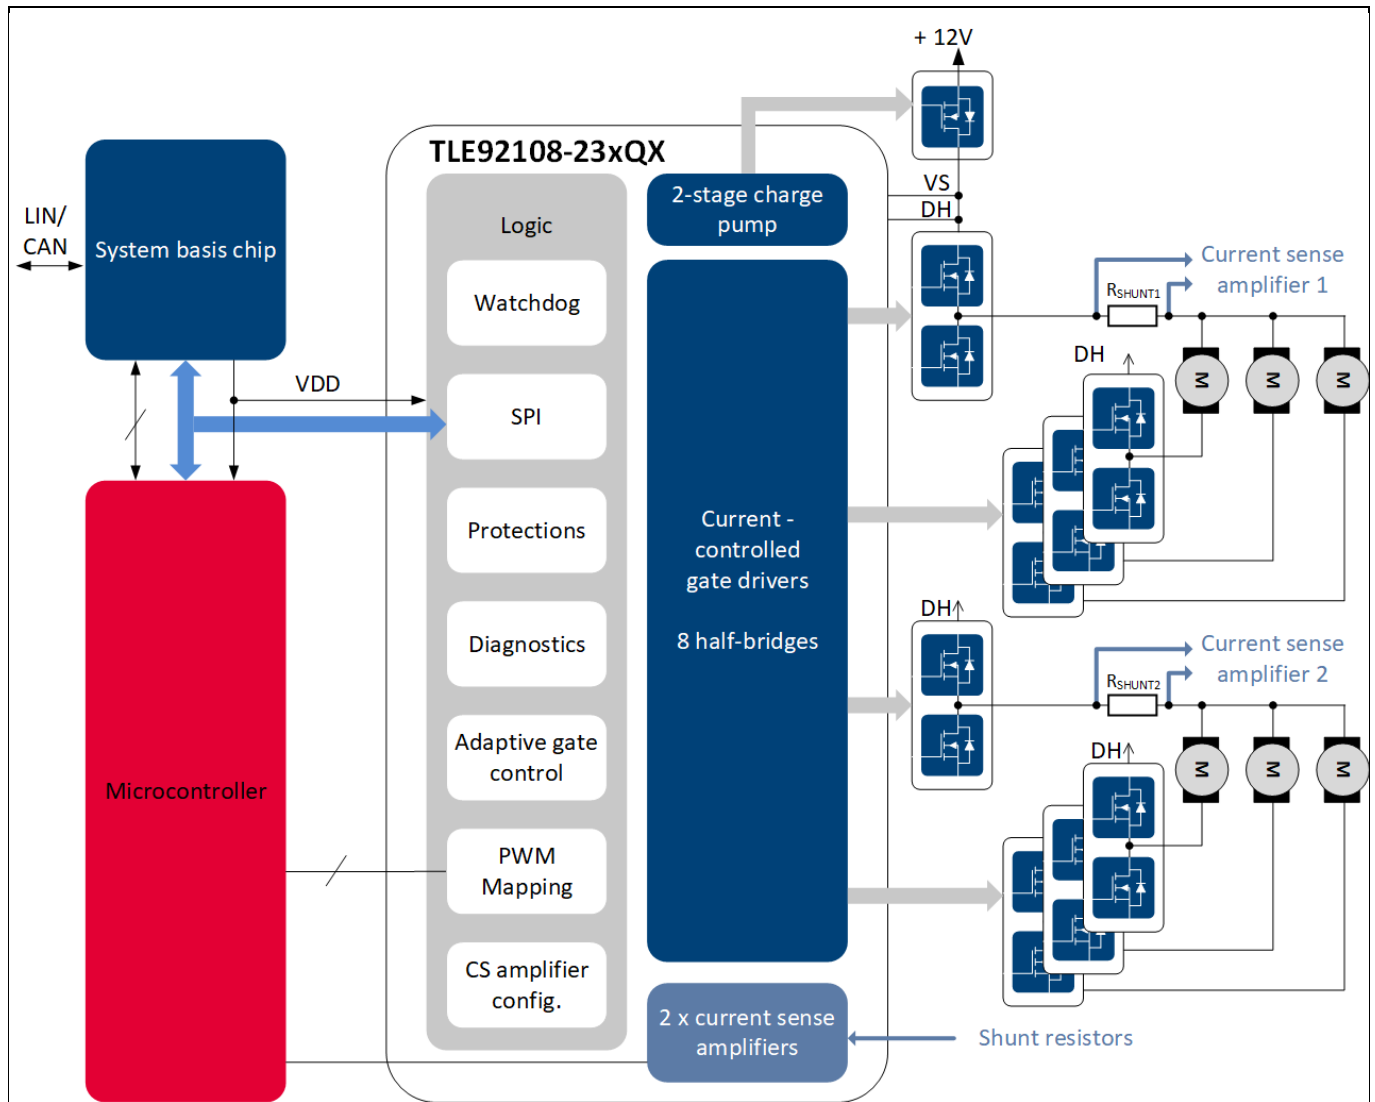 + 12V
TLE92108-23xQX
LIN/
CAN
System basis chip
VDD
Microcontroller
Logic
Watchdog
SPI
Protections
Diagnostics
Adaptive gate
control
PWM
Mapping
CS amplifier
config.
2-stage charge
pump
Current -
controlled
gate drivers
8 half-bridges
2 x current sense
amplifiers
VS
DH
Current sense
amplifier 1
RSHUNT1
DH
M
M
M
DH
Current sense
amplifier 2
RSHUNT2
DH
M
M
M
Shunt resistors